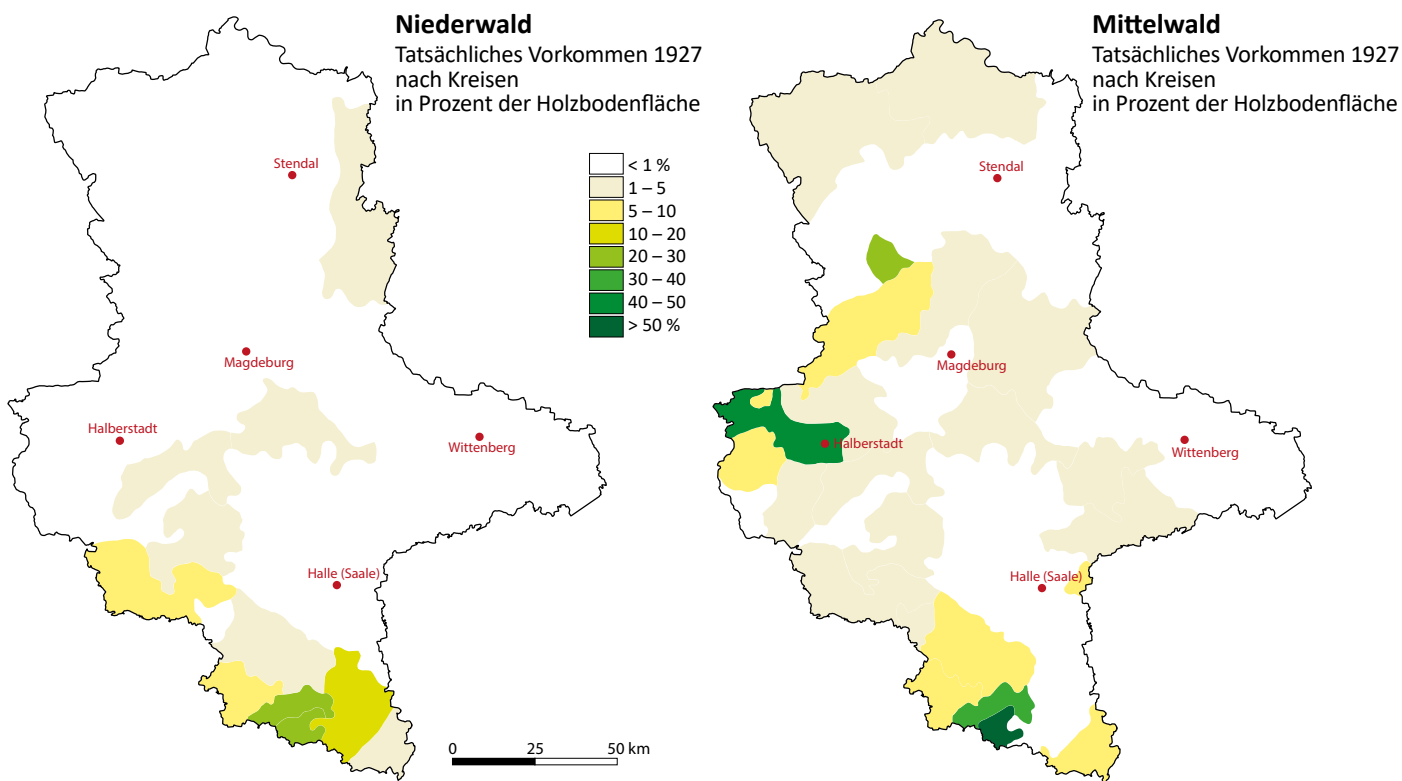 Niederwald
Tatsächliches Vorkommen 1927
nach Kreisen
in Prozent der Holzbodenfläche
Stendal
Magdeburg
Halberstadt
Wittenberg
Halle (Saale)
< 1 %
1 – 5
5 – 10
10 – 20
20 – 30
30 – 40
40 – 50
> 50 %
0 25 50 km
Mittelwald
Tatsächliches Vorkommen 1927
nach Kreisen
in Prozent der Holzbodenfläche
Stendal
Magdeburg
Halberstadt
Wittenberg
Halle (Saale)